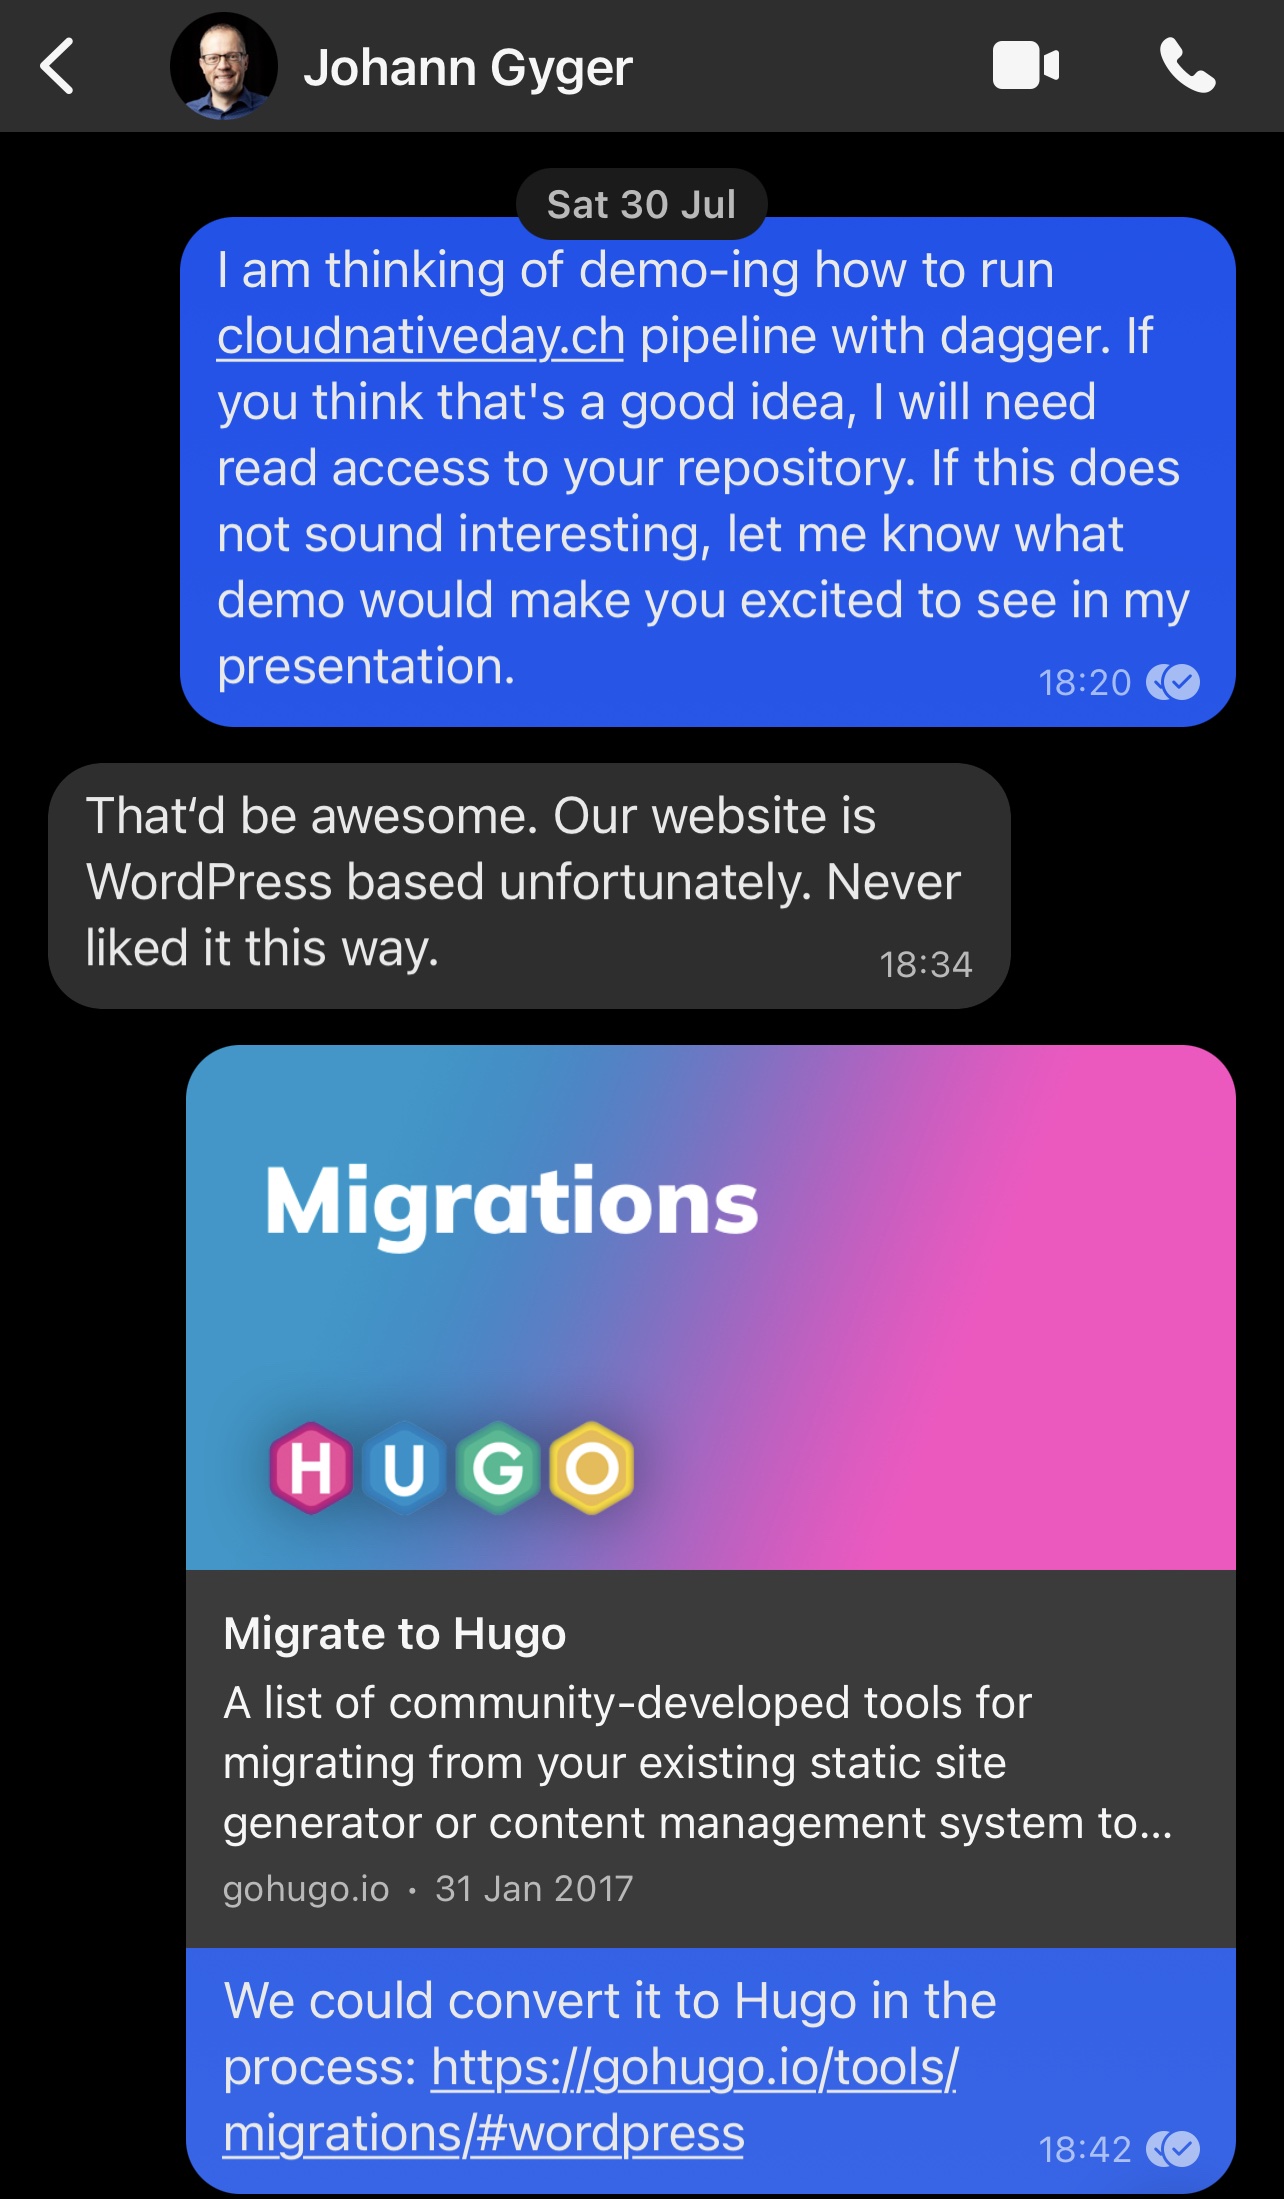 Johann Gyger
Sat 30 Jul
I am thinking of demo-ing how to run
cloudnativeday.ch pipeline with dagger. If
you think that's a good idea, I will need
read access to your repository. If this does
not sound interesting, let me know what
demo would make you excited to see in my
presentation.
18:20
That‘d be awesome. Our website is
WordPress based unfortunately. Never
liked it this way.
18:34
Migrations
HUGO
Migrate to Hugo
A list of community-developed tools for
migrating from your existing static site
generator or content management system to...
gohugo.io · 31 Jan 2017
We could convert it to Hugo in the
process: https://gohugo.io/tools/
migrations/#wordpress
18:42